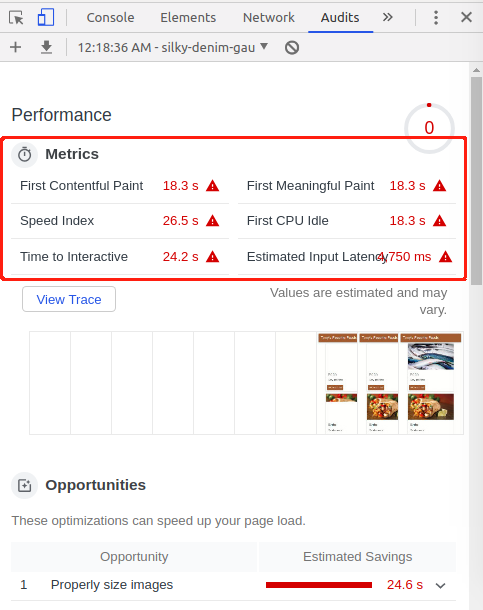 Console Elements Network Audits »
12:18:36 AM - silky-denim-gau
Performance
0
Metrics
First Contentful Paint 18.3 s First Meaningful Paint 18.3 s
Speed Index 26.5 s First CPU Idle 18.3 s
Time to Interactive 24.2 s Estimated Input Latency 4,750 ms
View Trace
Values are estimated and may
vary.
Opportunities
These optimizations can speed up your page load.
Opportunity Estimated Savings
1 Properly size images 24.6 s